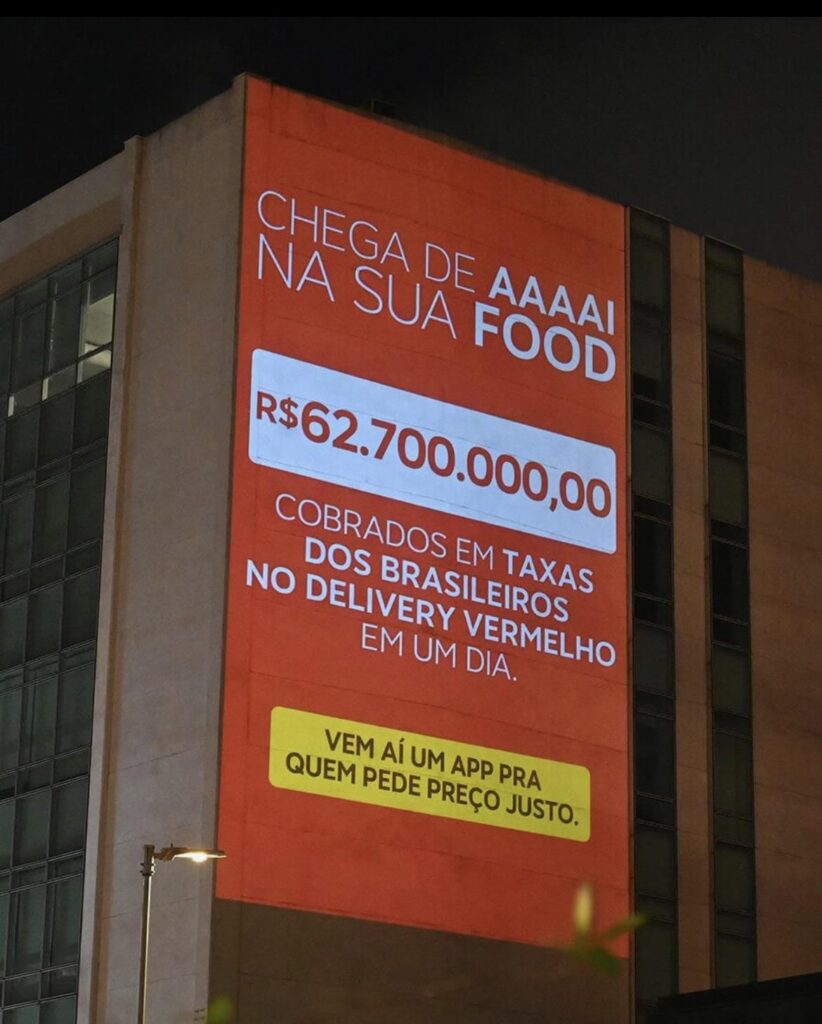 CHEGA DE AAAAI
NA SUA FOOD
R$62.700.000,00
COBRADOS EM TAXAS
DOS BRASILEIROS
NO DELIVERY VERMELHO
EM UM DIA.
VEM AÍ UM APP PRA
QUEM PEDE PREÇO JUSTO.